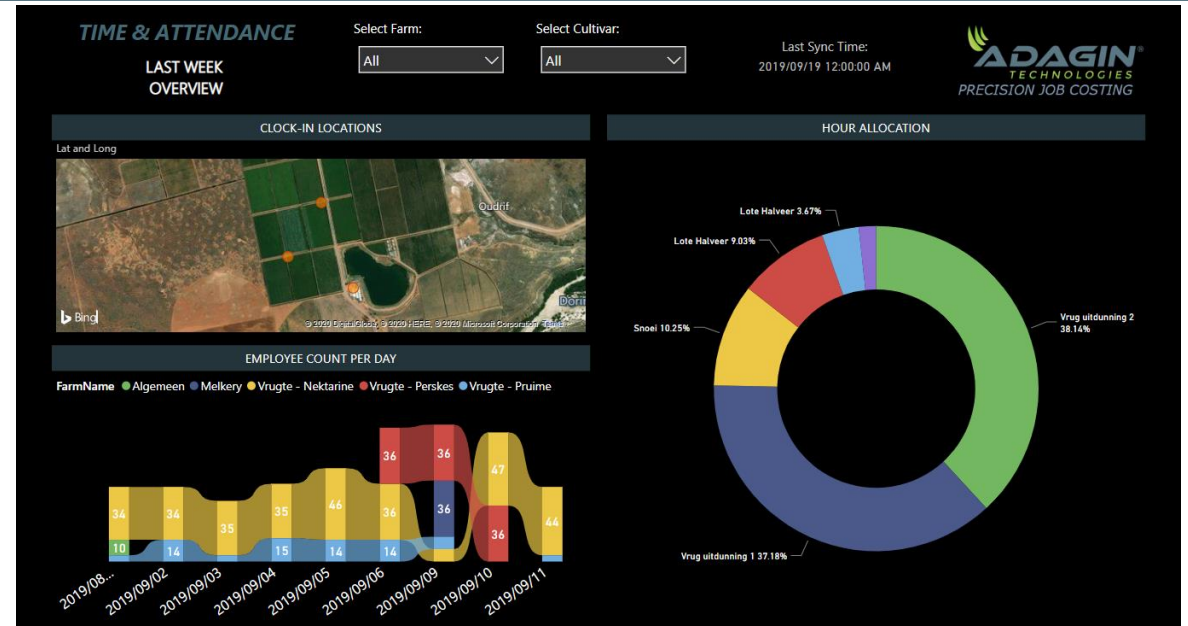 TIME & ATTENDANCE
LAST WEEK
OVERVIEW
Select Farm:
All
Select Cultivar:
All
Last Sync Time:
2019/09/19 12:00:00 AM
ADAGIN®
TECHNOLOGIES
PRECISION JOB COSTING
CLOCK-IN LOCATIONS
Lat and Long
Oudrif
Dorin
Bing
© 2020 DigitalGlobe, © 2020 HERE, © 2020 Microsoft Corporation Terms
EMPLOYEE COUNT PER DAY
FarmName Algemeen Melkery Vrugte - Nektarine Vrugte - Perskes Vrugte - Pruime
36 36 47
34 34 35 35 46 36 36 44
10 14 15 14 14 36
2019/08... 2019/09/02 2019/09/03 2019/09/04 2019/09/05 2019/09/06 2019/09/09 2019/09/10 2019/09/11
HOUR ALLOCATION
Lote Halveer 3.67%
Lote Halveer 9.03%
Snoei 10.25%
Vrug uitdunning 2
38.14%
Vrug uitdunning 1 37.18%